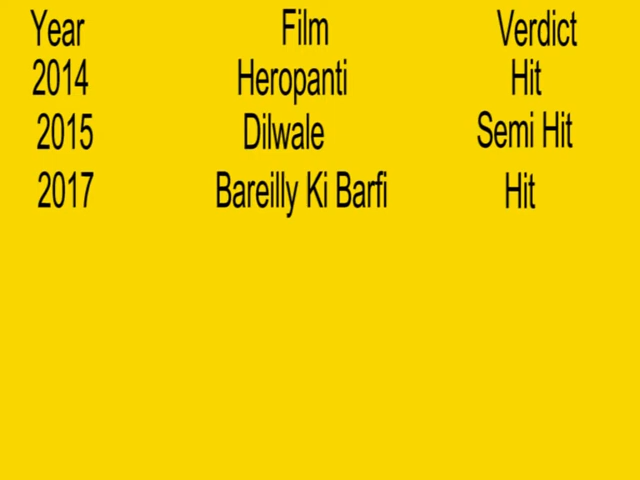 Year Film Verdict
2014 Heropanti Hit
2015 Dilwale Semi Hit
2017 Bareilly Ki Barfi Hit